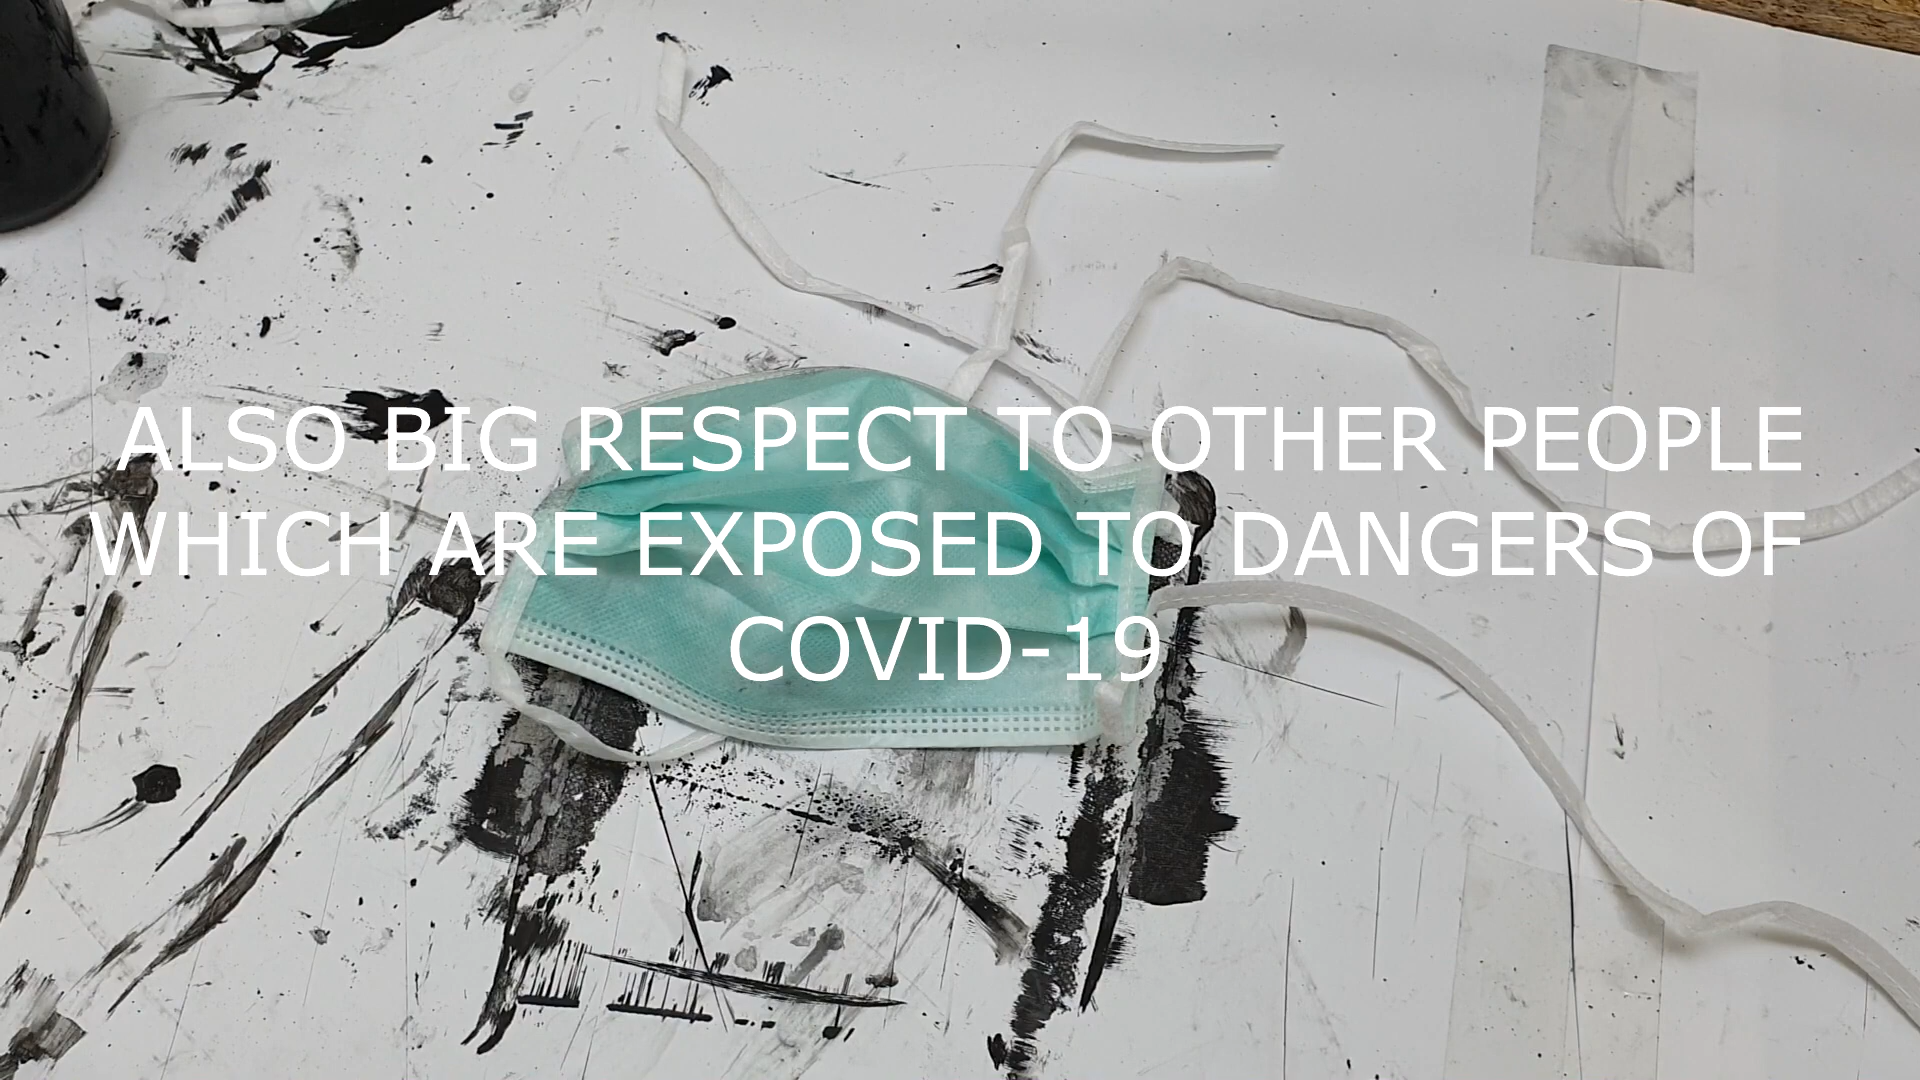 ALSO BIG RESPECT TO OTHER PEOPLE
WHICH ARE EXPOSED TO DANGERS OF
COVID-19